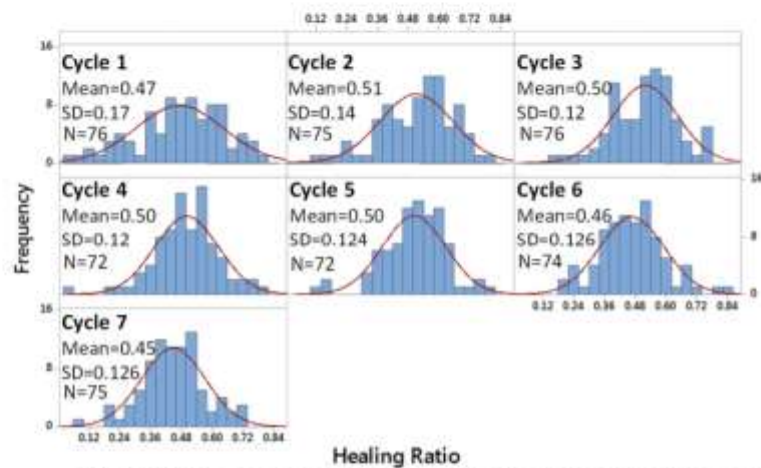 0.12 0.24 0.36 0.48 0.60 0.72 0.84
16
8
0
Cycle 1
Mean=0.47
SD=0.17
N=76
Cycle 2
Mean=0.51
SD=0.14
N=75
Cycle 3
Mean=0.50
SD=0.12
N=76
Frequency
Cycle 4
Mean=0.50
SD=0.12
N=72
Cycle 5
Mean=0.50
SD=0.124
N=72
Cycle 6
Mean=0.46
SD=0.126
N=74
16
8
0
0.12 0.24 0.36 0.48 0.60 0.72 0.84
16
8
0
Cycle 7
Mean=0.45
SD=0.126
N=75
0.12 0.24 0.36 0.48 0.60 0.72 0.84
Healing Ratio